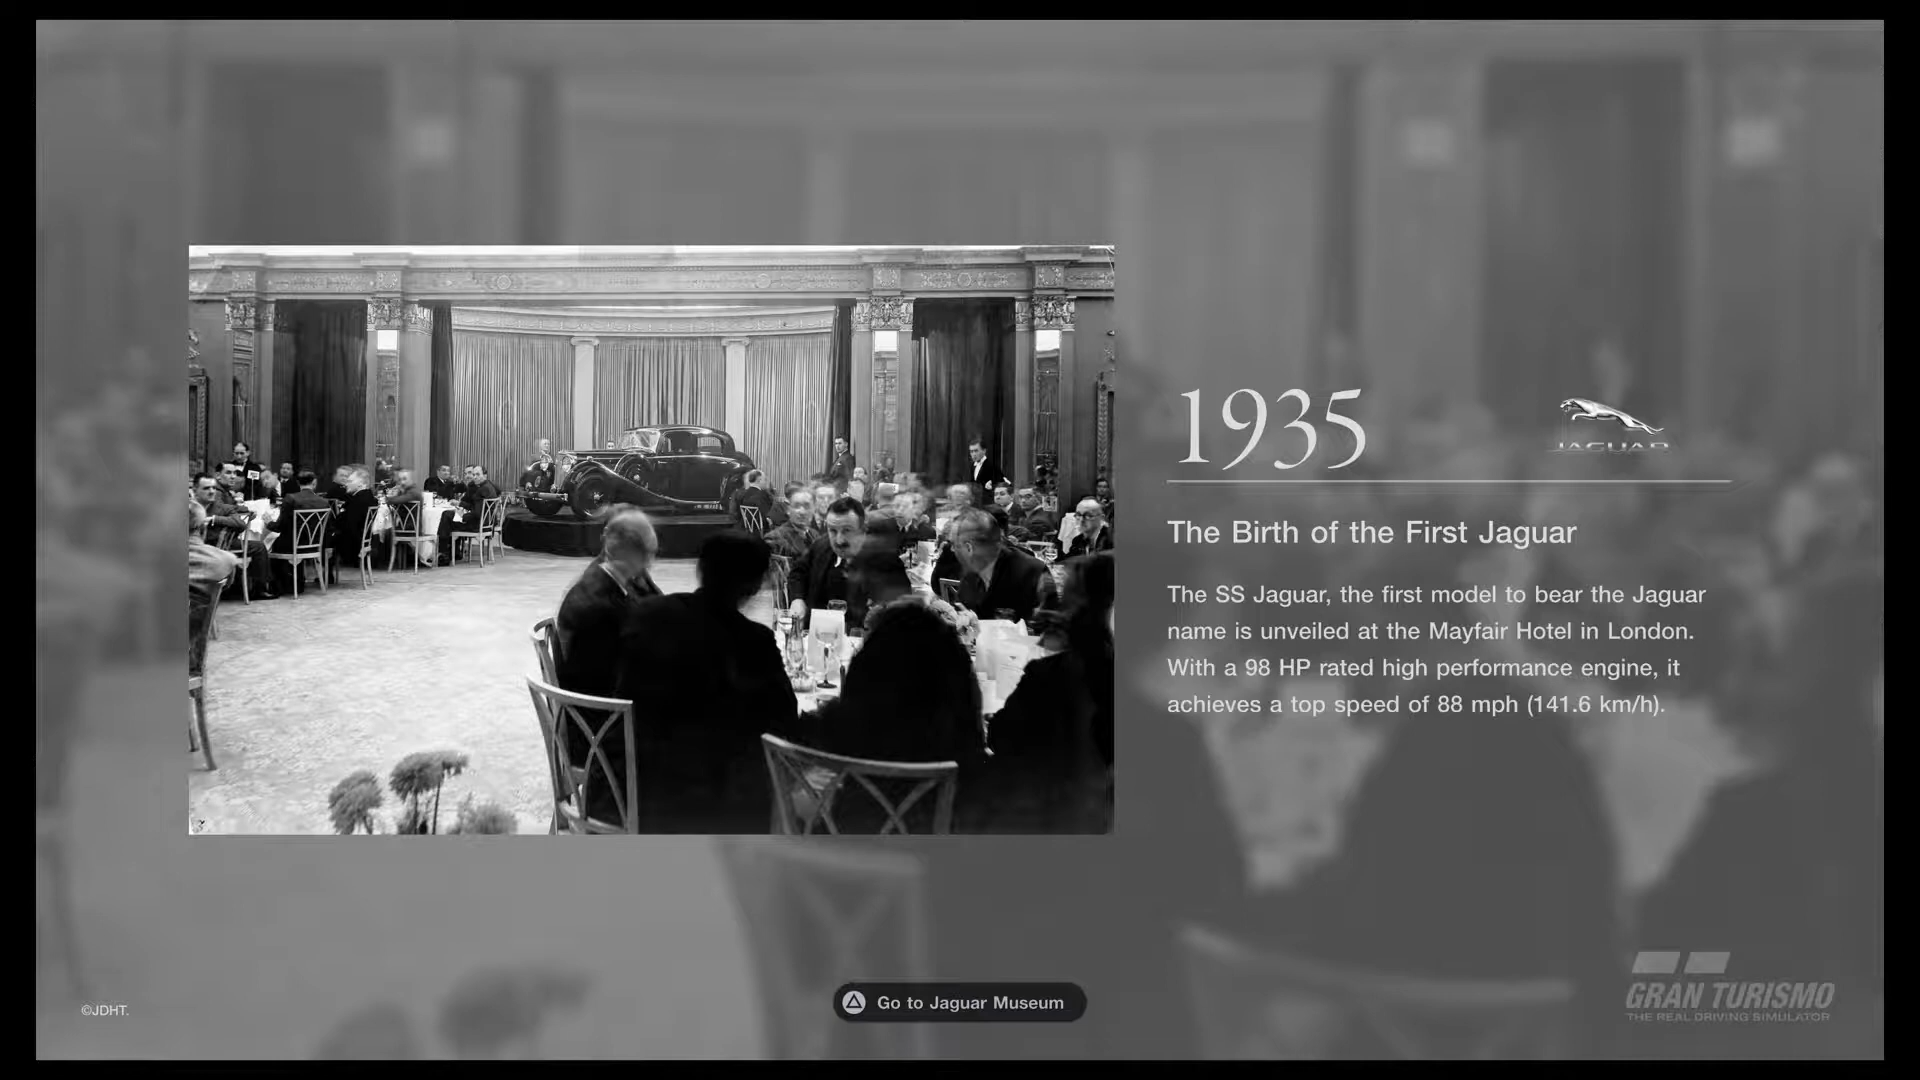 1935
JAGUAR
The Birth of the First Jaguar
The SS Jaguar, the first model to bear the Jaguar
name is unveiled at the Mayfair Hotel in London.
With a 98 HP rated high performance engine, it
achieves a top speed of 88 mph (141.6 km/h).
©JDHT.
Go to Jaguar Museum
GRAN TURISMO
THE REAL DRIVING SIMULATOR